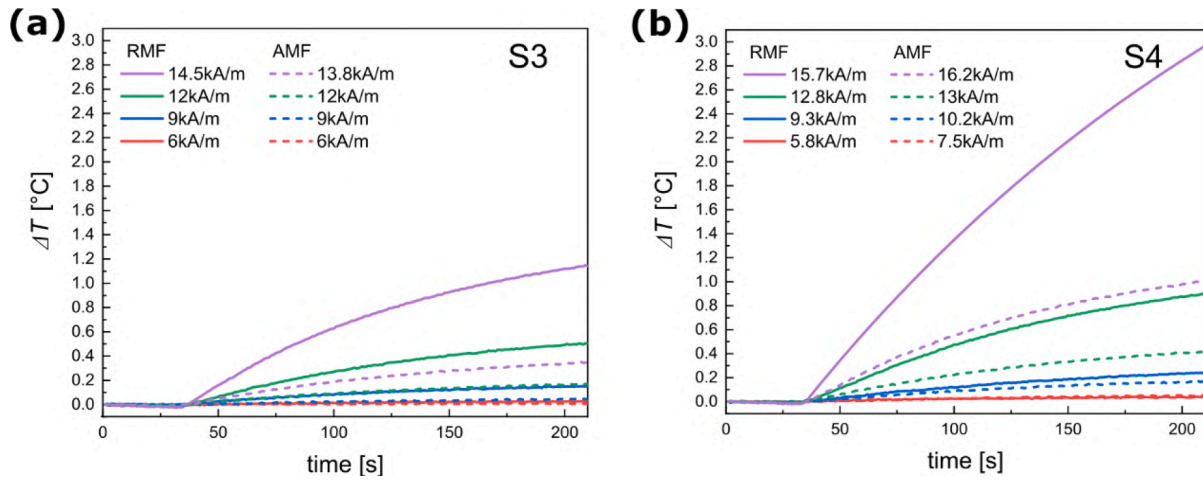 (a)
S3
RMF AMF
14.5kA/m 13.8kA/m
12kA/m 12kA/m
9kA/m 9kA/m
6kA/m 6kA/m
3.0
2.8
2.6
2.4
2.2
2.0
1.8
1.6
1.4
1.2
1.0
0.8
0.6
0.4
0.2
0.0
ΔT [°C]
0 50 100 150 200
time [s]
(b)
S4
RMF AMF
15.7kA/m 16.2kA/m
12.8kA/m 13kA/m
9.3kA/m 10.2kA/m
5.8kA/m 7.5kA/m
3.0
2.8
2.6
2.4
2.2
2.0
1.8
1.6
1.4
1.2
1.0
0.8
0.6
0.4
0.2
0.0
ΔT [°C]
0 50 100 150 200
time [s]